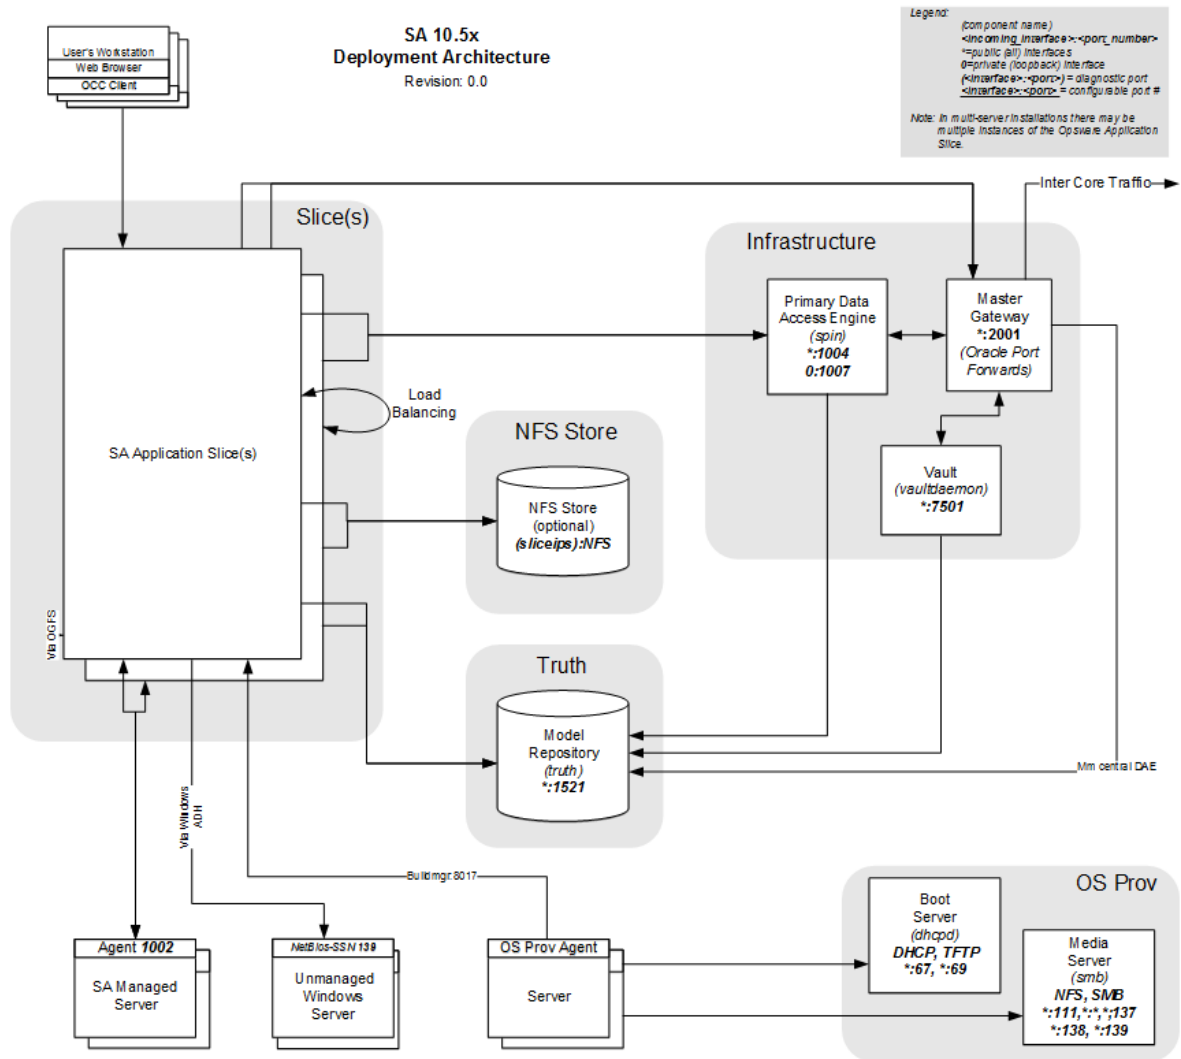 SA 10.5x
Deployment Architecture
Revision: 0.0
Legend:
(component name)
<incoming_interface>:<port_number>
*=public (all) interfaces
0=private (loopback) interface
(<interface>:<port>) = diagnostic port
<interface>:<port> = configurable port #
Note: In multi-server installations there may be
multiple instances of the Opsware Application
Slice.
User's Workstation
Web Browser
OCC Client
Inter Core Traffic
Slice(s)
SA Application Slice(s)
Load
Balancing
Via OGFS
Infrastructure
Primary Data
Access Engine
(spin)
*:1004
0:1007
Master
Gateway
*:2001
(Oracle Port
Forwards)
Vault
(vaultdaemon)
*:7501
NFS Store
NFS Store
(optional)
(sliceips):NFS
Truth
Model
Repository
(truth)
*:1521
Mm central DAE
Via Windows
ADH
Buildmgr:8017
Agent 1002
SA Managed
Server
NetBios-SSN 139
Unmanaged
Windows
Server
OS Prov Agent
Server
OS Prov
Boot
Server
(dhcpd)
DHCP, TFTP
*:67, *:69
Media
Server
(smb)
NFS, SMB
*:111,*:*,*;137
*:138, *:139